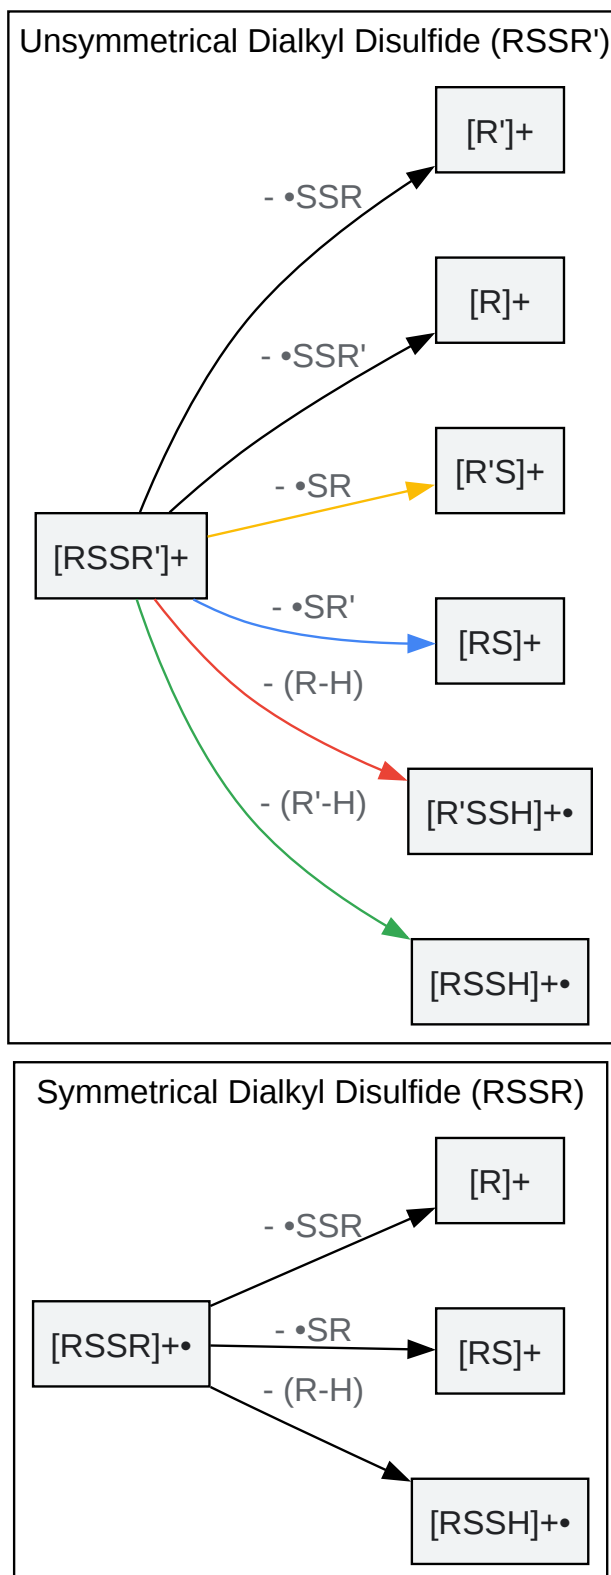 Unsymmetrical Dialkyl Disulfide (RSSR')
[R']+
- •SSR
[R]+
- •SSR'
[R'S]+
- •SR
[RSSR']+
- •SR'
[RS]+
- (R-H)
- (R'-H)
[R'SSH]+•
[RSSH]+•
Symmetrical Dialkyl Disulfide (RSSR)
[R]+
- •SSR
- •SR
[RSSR]+•
[RS]+
- (R-H)
[RSSH]+•